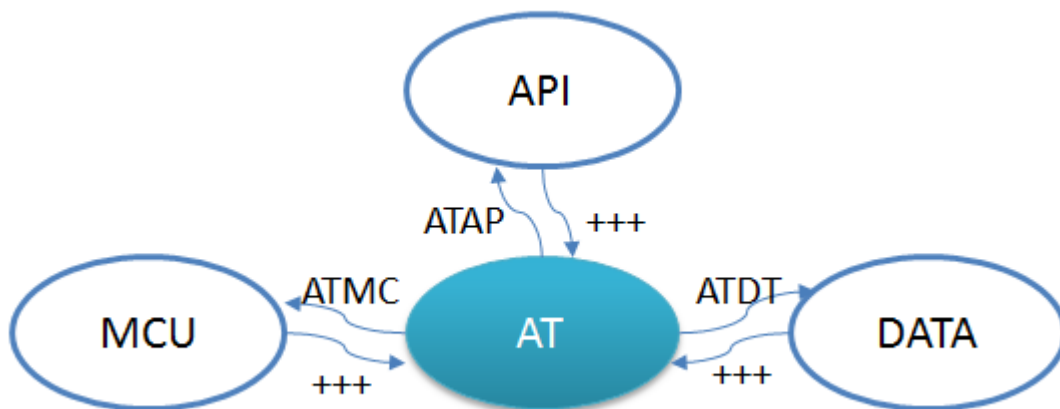 API
ATAP
+++
ATMC
ATDT
MCU
AT
DATA
+++
+++